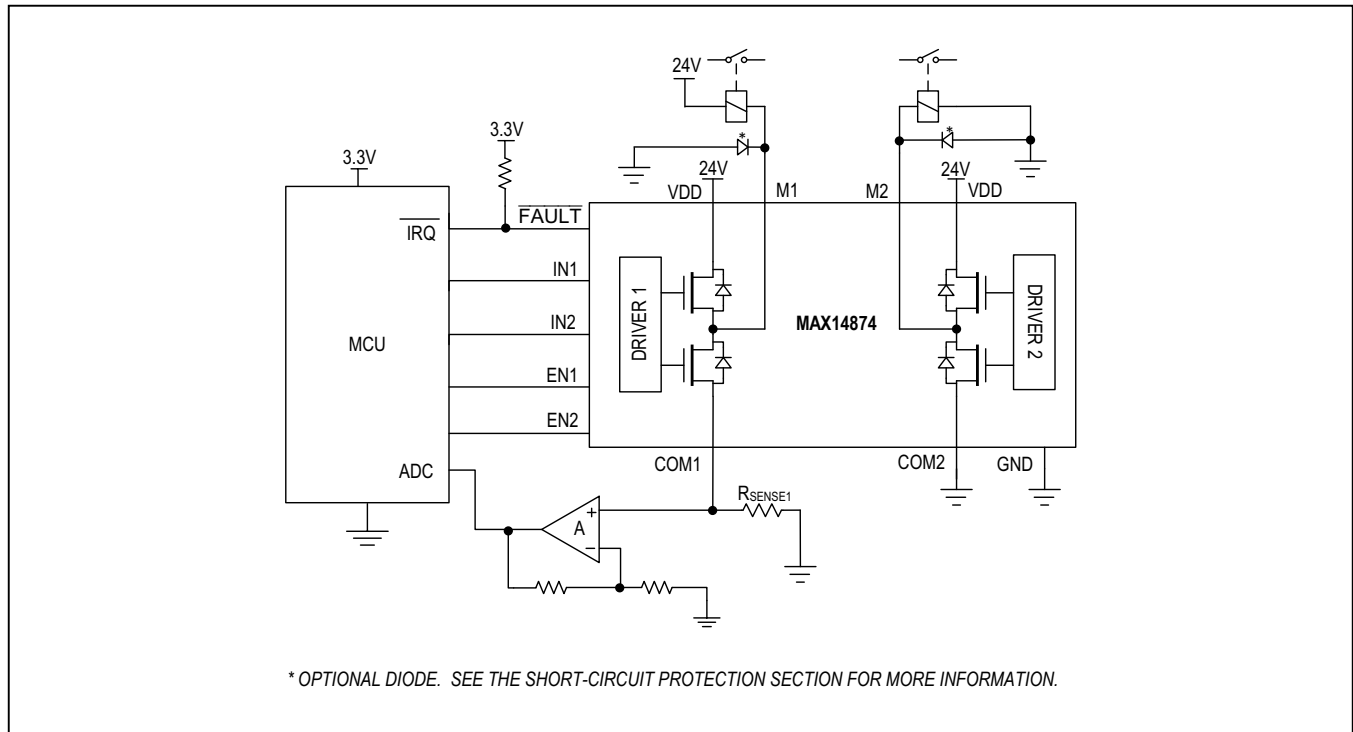 24V
3.3V
3.3V
24V
VDD
M1
M2
24V
VDD
FAULT
IRQ
IN1
IN2
MCU
EN1
EN2
ADC
DRIVER 1
MAX14874
DRIVER 2
COM1
COM2
GND
RSENSE1
+
A
−
*
*
* OPTIONAL DIODE. SEE THE SHORT-CIRCUIT PROTECTION SECTION FOR MORE INFORMATION.